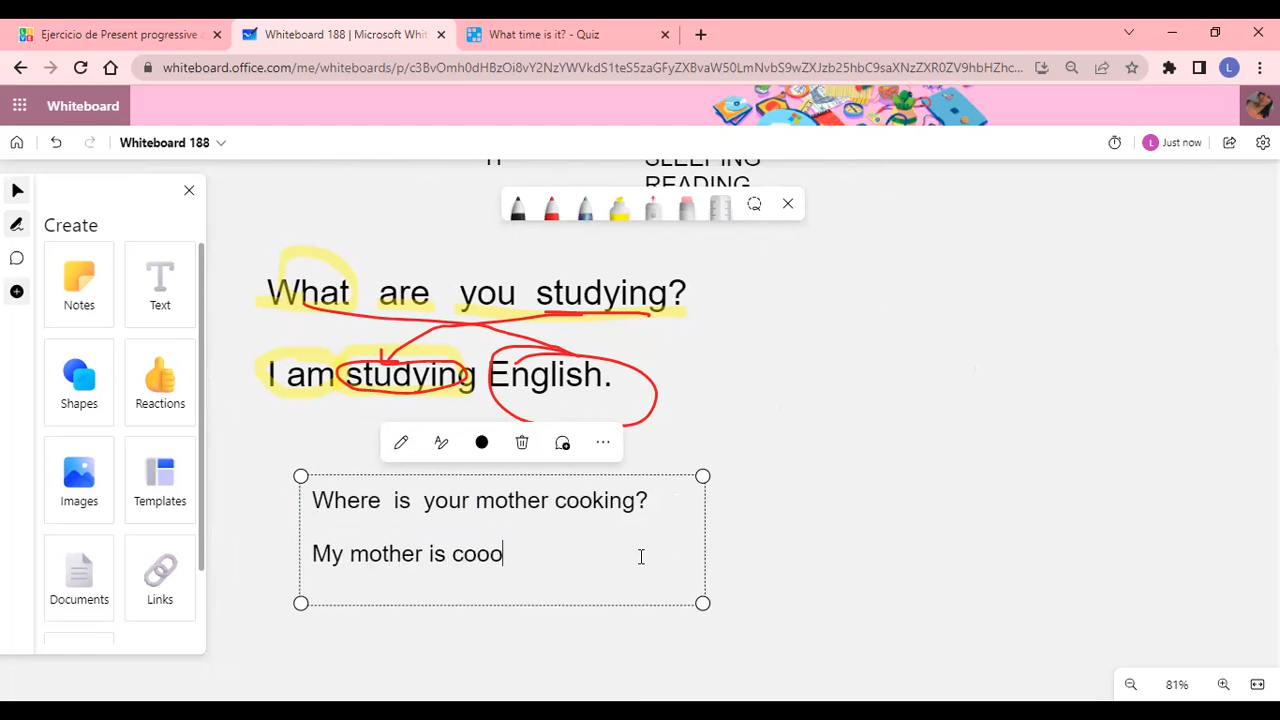 Ejercicio de Present progressive
Whiteboard 188 | Microsoft Whit
What time is it? - Quiz
whiteboard.office.com/me/whiteboards/p/c3BvOmh0dHBzOi8vY2NzYWVkdS1teS5zaGFyZXBvaW50LmNvbS9wZXJzb25hbC9saXNzZXR0ZV9hbHZhc...
L
Whiteboard
Whiteboard 188
L Just now
SLEEPING
READING
Create
Notes
Text
Shapes
Reactions
Images
Templates
Documents
Links
What are you studying?
I am studying English.
Where is your mother cooking?
My mother is cooo
81%